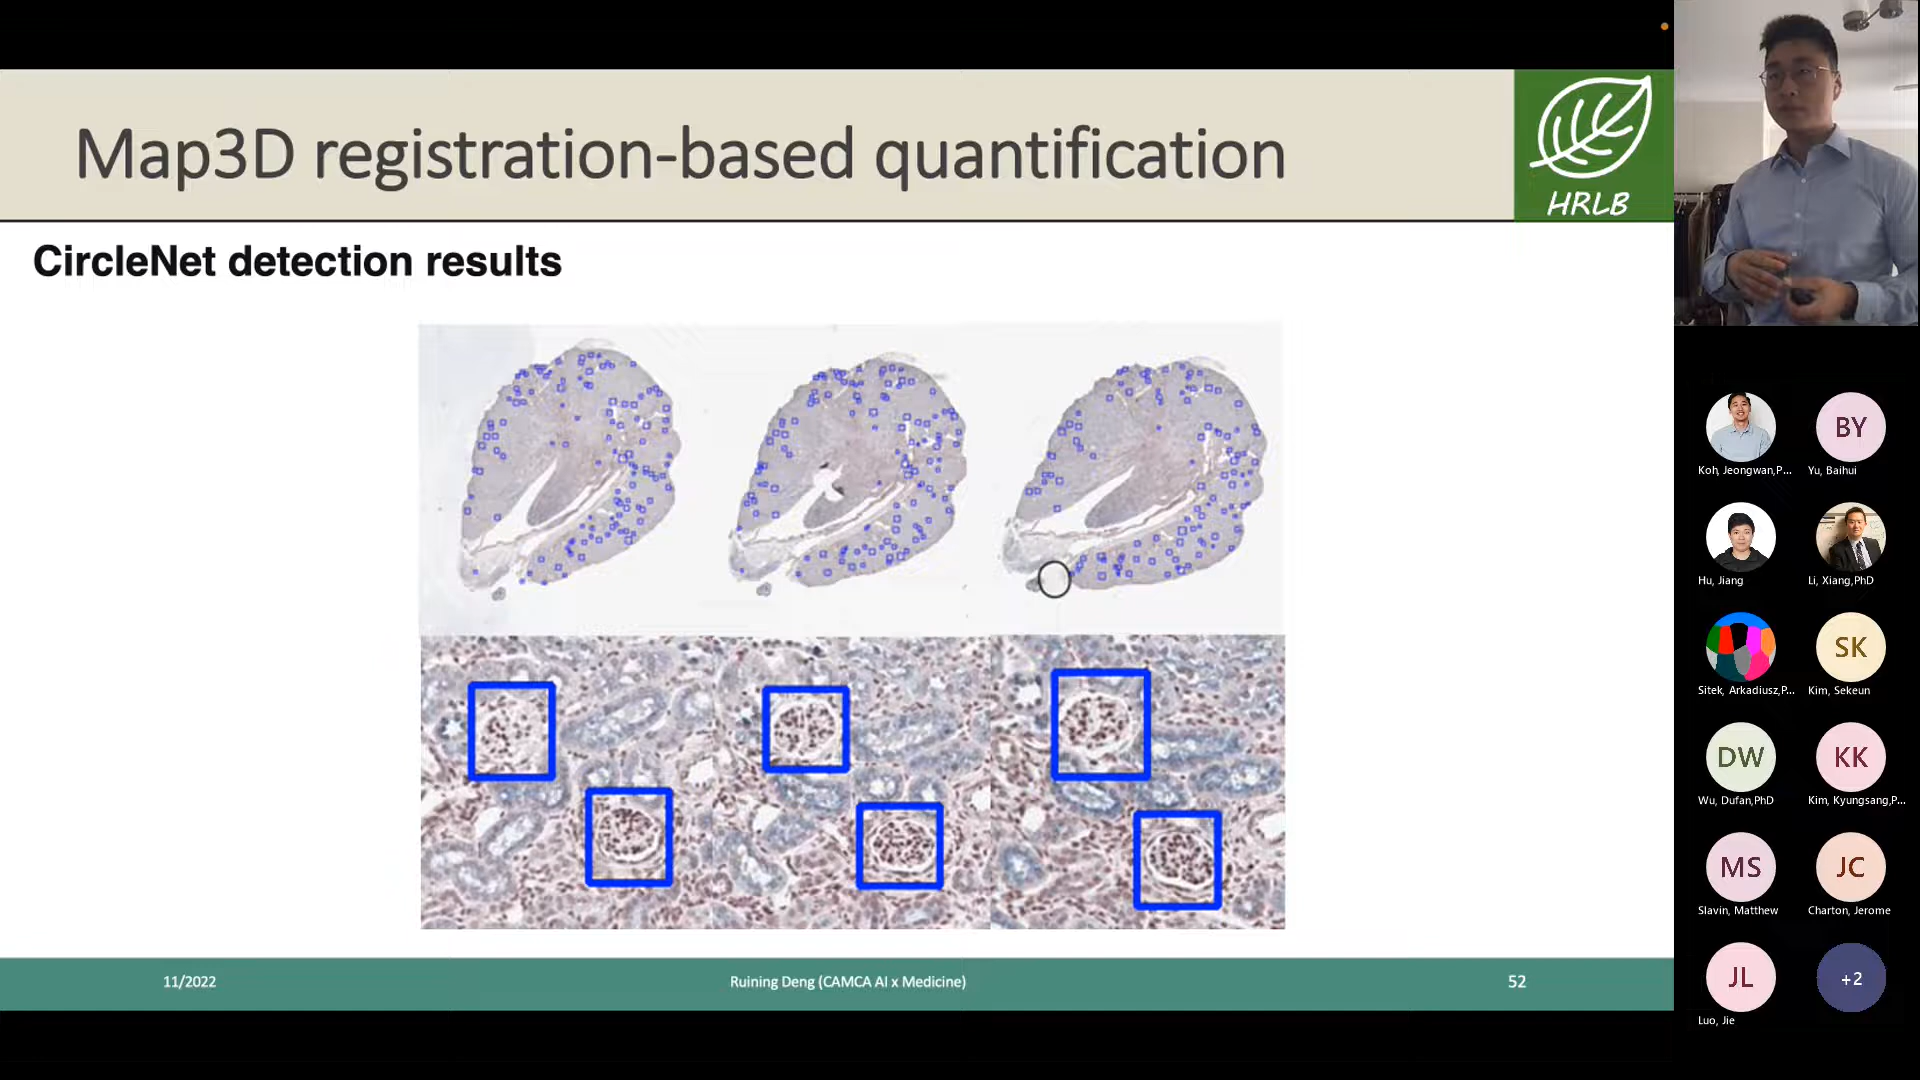 Map3D registration-based quantification
HRLB
CircleNet detection results
11/2022
Ruining Deng (CAMCA AI x Medicine)
52
BY
Koh, Jeongwan,P...
Yu, Baihui
Hu, Jiang
Li, Xiang,PhD
SK
Sitek, Arkadiusz,P...
Kim, Sekeun
DW
KK
Wu, Dufan,PhD
Kim, Kyungsang,P...
MS
JC
Slavin, Matthew
Charton, Jerome
JL
+2
Luo, Jie